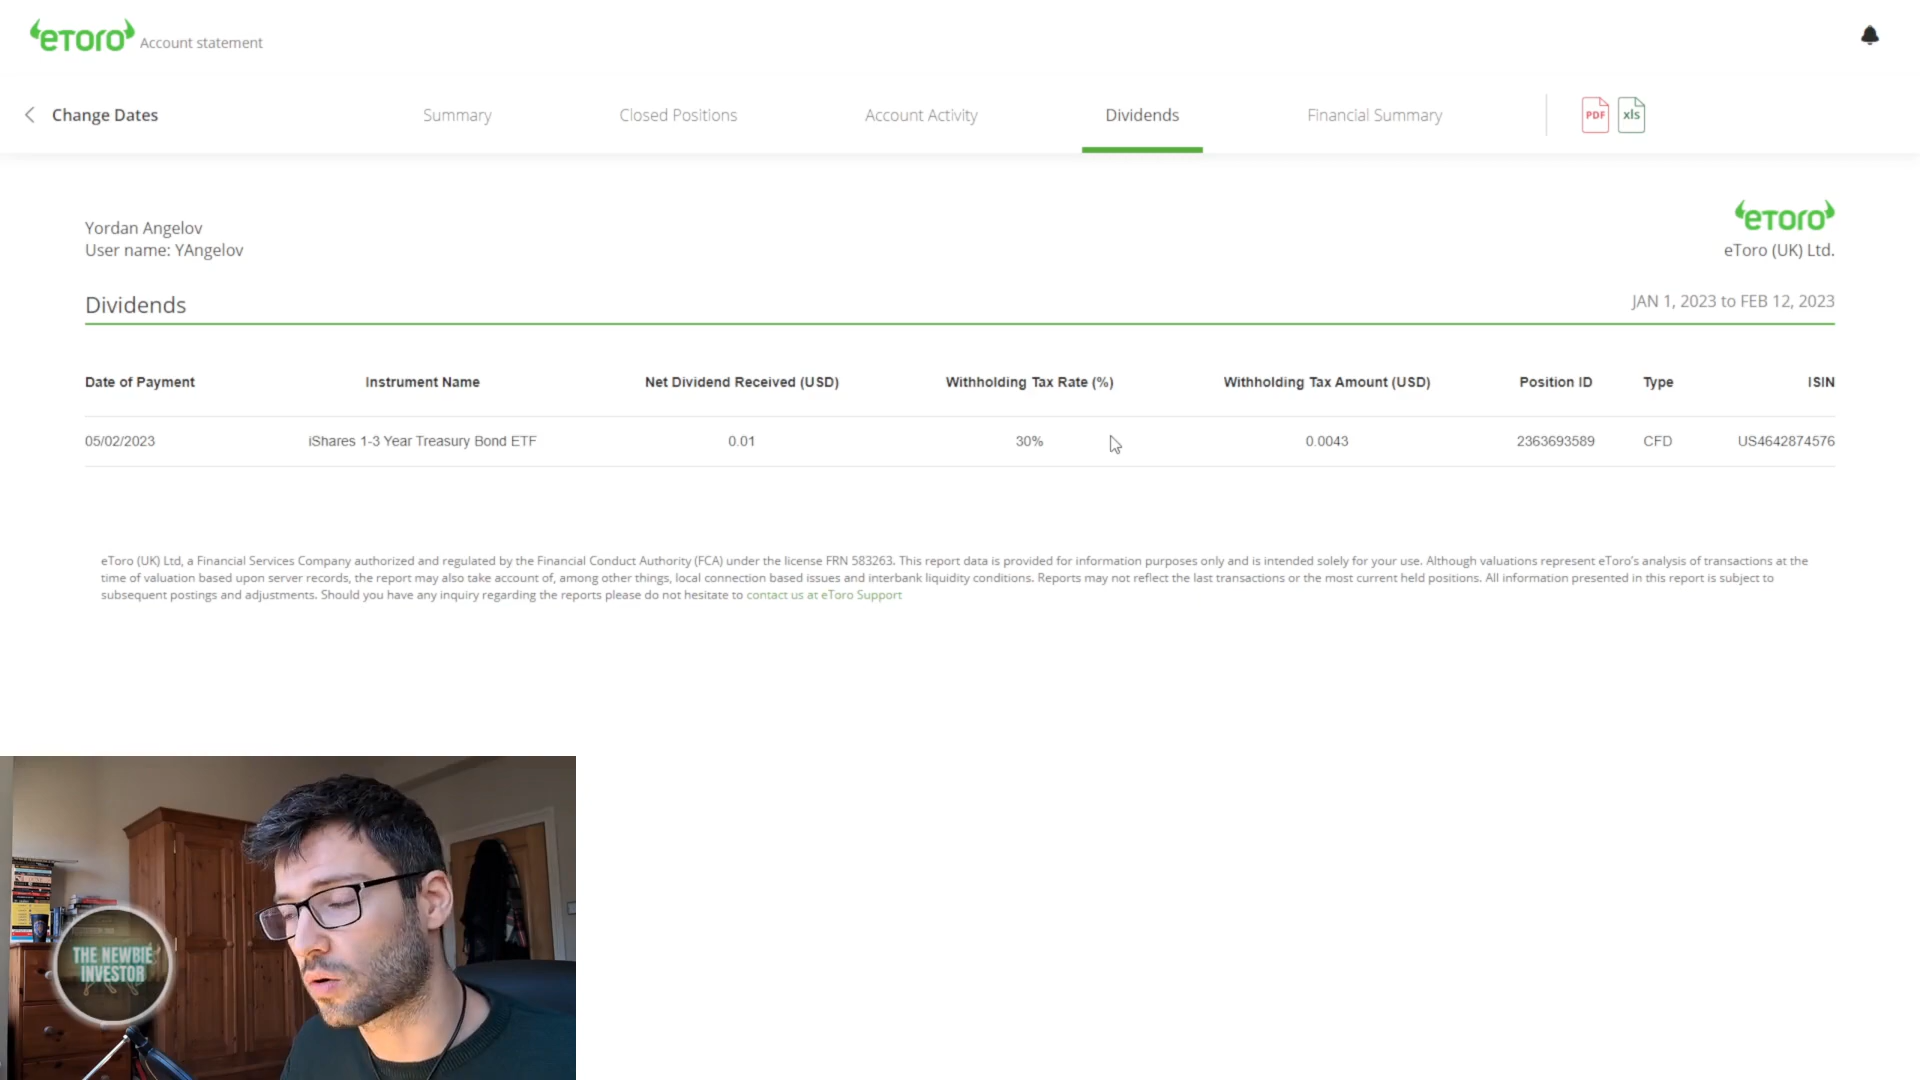 eToro Account statement
Change Dates Summary Closed Positions Account Activity Dividends Financial Summary PDF xls
Yordan Angelov
User name: YAngelov
eToro
eToro (UK) Ltd.
Dividends JAN 1, 2023 to FEB 12, 2023
Date of Payment Instrument Name Net Dividend Received (USD) Withholding Tax Rate (%) Withholding Tax Amount (USD) Position ID Type ISIN
05/02/2023 iShares 1-3 Year Treasury Bond ETF 0.01 30% 0.0043 2363693589 CFD US4642874576
eToro (UK) Ltd, a Financial Services Company authorized and regulated by the Financial Conduct Authority (FCA) under the license FRN 583263. This report data is provided for information purposes only and is intended solely for your use. Although valuations represent eToro's analysis of transactions at the
time of valuation based upon server records, the report may also take account of, among other things, local connection based issues and interbank liquidity conditions. Reports may not reflect the last transactions or the most current held positions. All information presented in this report is subject to
subsequent postings and adjustments. Should you have any inquiry regarding the reports please do not hesitate to contact us at eToro Support
THE NEWBIE
INVESTOR